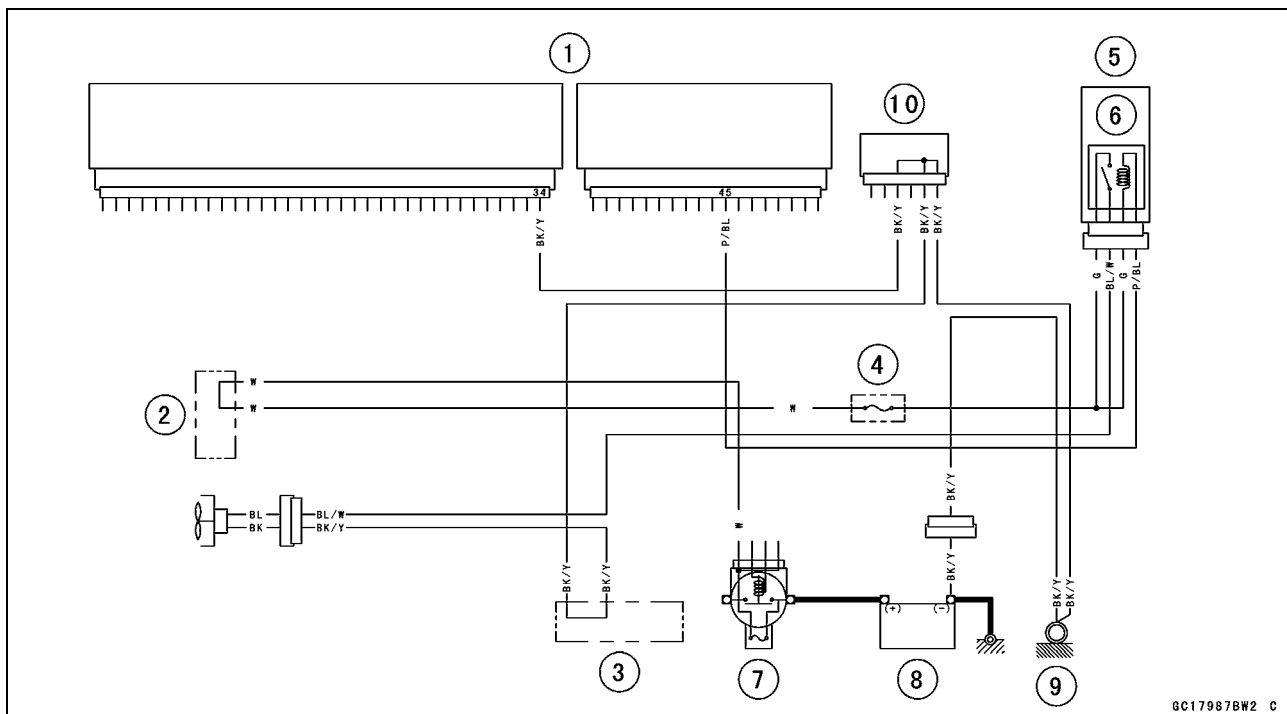 1
5
10
6
34
45
BK/Y
P/BL
BK/Y
BK/Y
BK/Y
G
BL/W
G
P/BL
4
2
W
W
W
BL
BL/W
BK
BK/Y
W
BK/Y
BK/Y
BK/Y
BK/Y
BK/Y
BK/Y
(+)
(-)
3
7
8
9
GC17987BW2 C